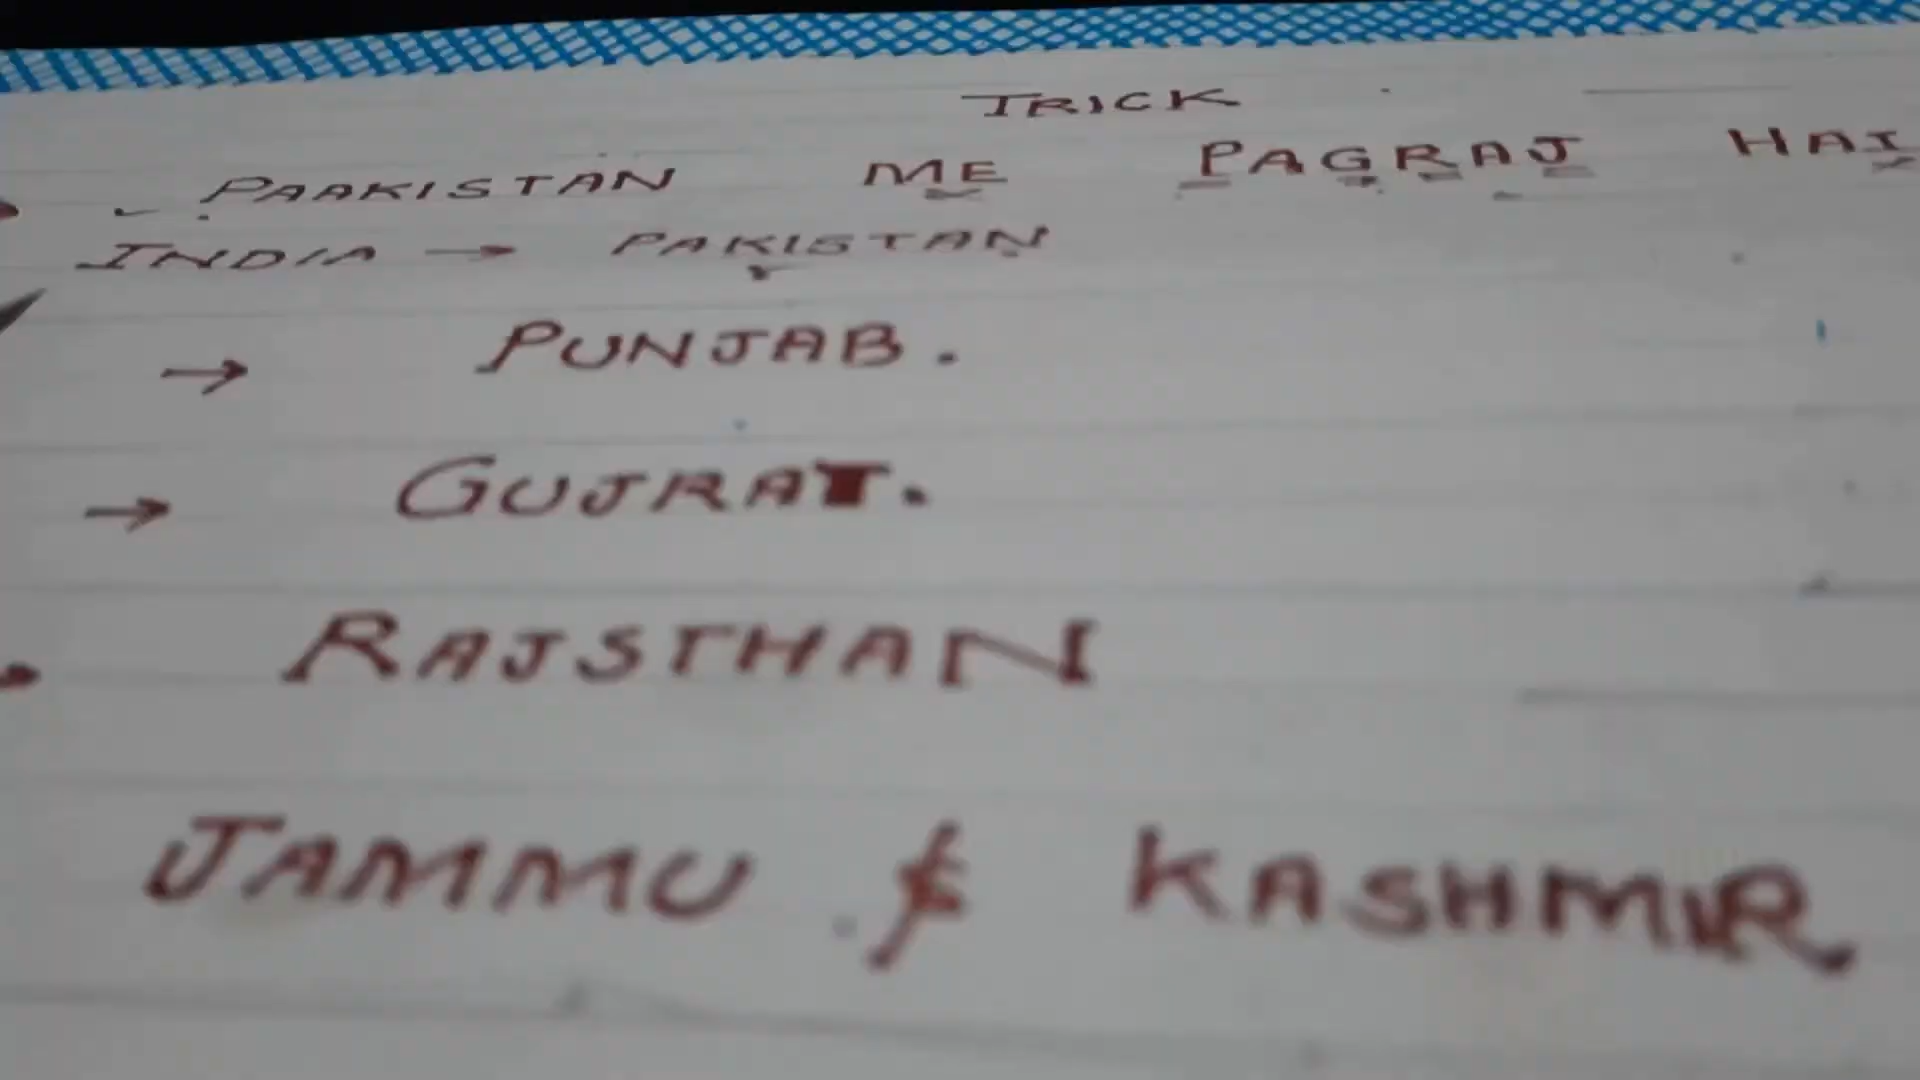 TRICK
PAAKISTAN ME PAGRAJ HAI
INDIA → PAKISTAN
→ PUNJAB.
→ GUJRAT.
RAJSTHAN
JAMMU & KASHMIR